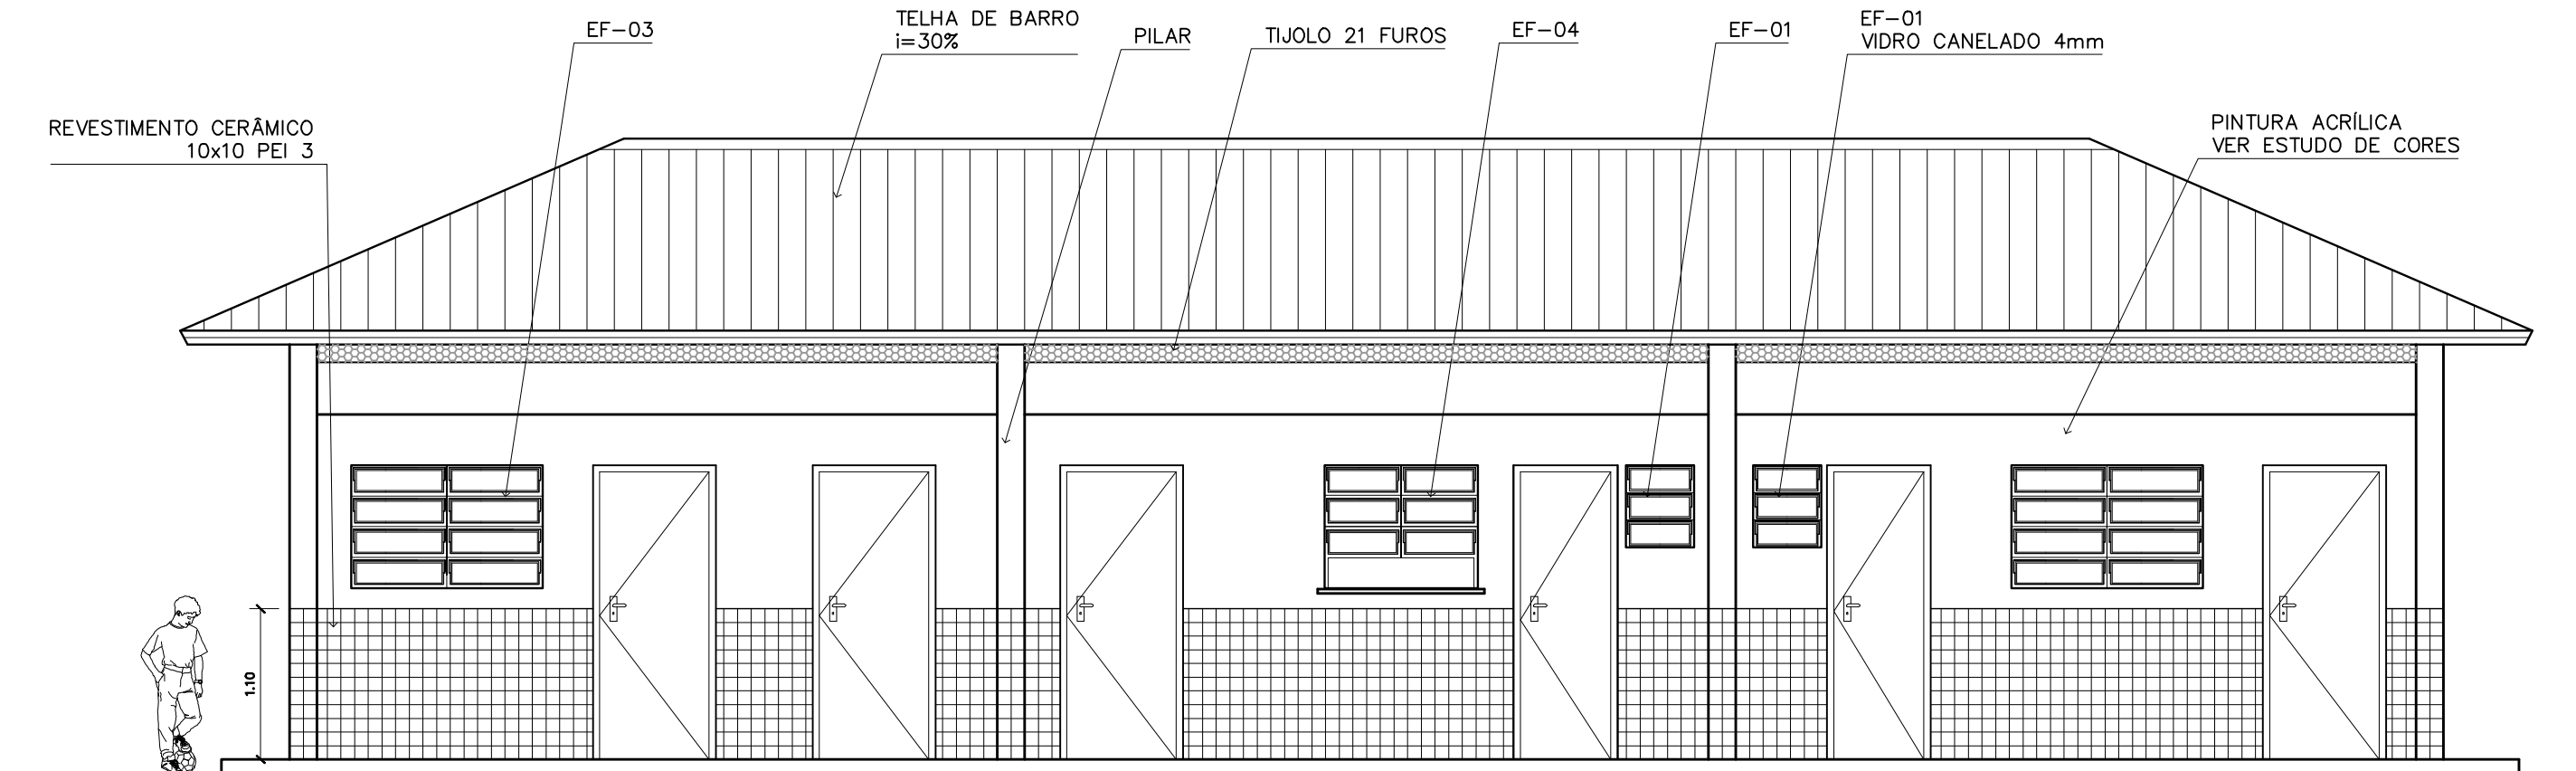 EF-03
TELHA DE BARRO
i=30%
PILAR
TIJOLO 21 FUROS
EF-04
EF-01
EF-01
VIDRO CANELADO 4mm
REVESTIMENTO CERÂMICO
10x10 PEI 3
PINTURA ACRÍLICA
VER ESTUDO DE CORES
1.10